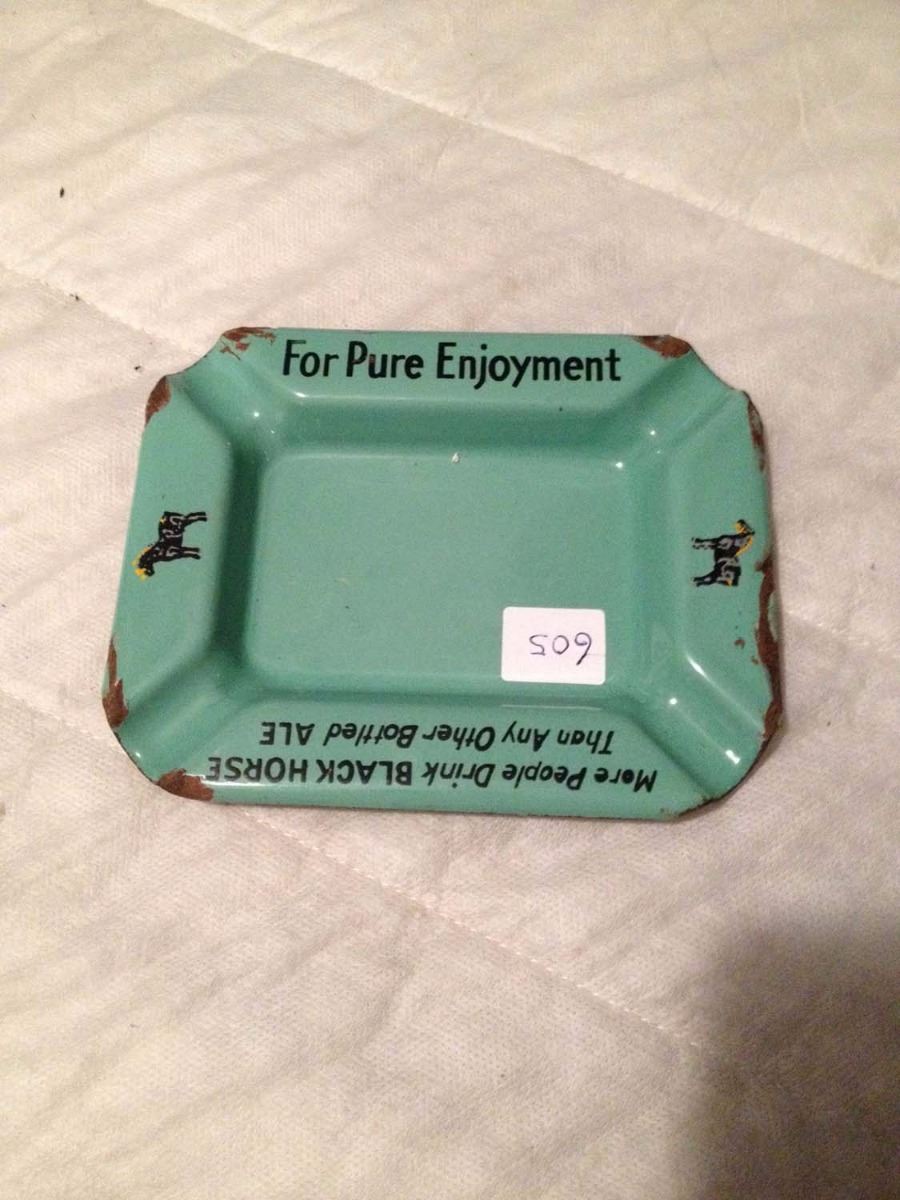 For Pure Enjoyment
More People Drink BLACK HORSE
Than Any Other Bottled ALE
605